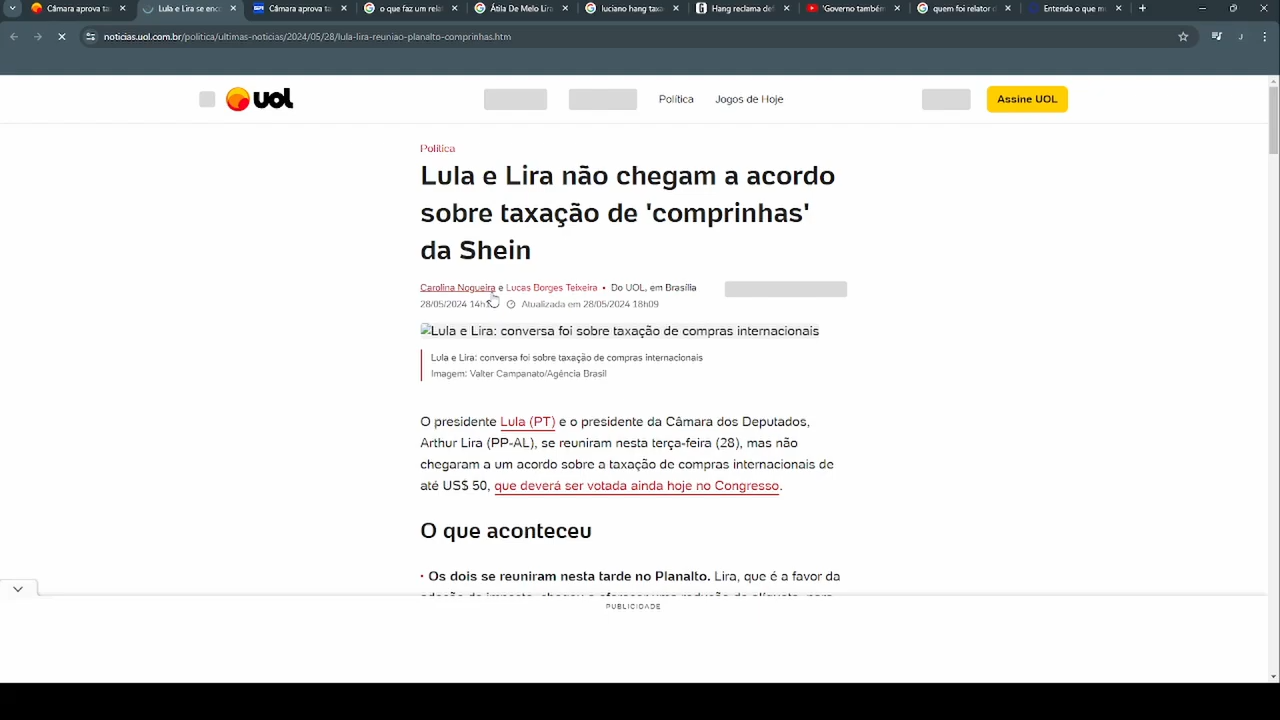 Câmara aprova ta
Lula e Lira se enc
Câmara aprova ta
o que faz um rela
Átila De Melo Lira
luciano hang taxa
Hang reclama de
'Governo também
quem foi relator d
Entenda o que m
noticias.uol.com.br/politica/ultimas-noticias/2024/05/28/lula-lira-reuniao-planalto-comprinhas.htm
J
uol
Política
Jogos de Hoje
Assine UOL
Política
Lula e Lira não chegam a acordo
sobre taxação de 'comprinhas'
da Shein
Carolina Nogueira e Lucas Borges Teixeira • Do UOL, em Brasília
28/05/2024 Atualizada em 28/05/2024 18h09
Lula e Lira: conversa foi sobre taxação de compras internacionais
Lula e Lira: conversa foi sobre taxação de compras internacionais
Imagem: Valter Campanato/Agência Brasil
O presidente Lula (PT) e o presidente da Câmara dos Deputados,
Arthur Lira (PP-AL), se reuniram nesta terça-feira (28), mas não
chegaram a um acordo sobre a taxação de compras internacionais de
até US$ 50, que deverá ser votada ainda hoje no Congresso.
O que aconteceu
• Os dois se reuniram nesta tarde no Planalto. Lira, que é a favor da
PUBLICIDADE